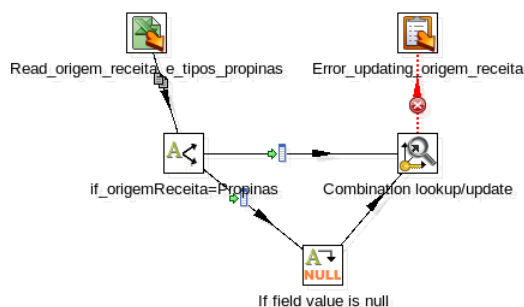 Read_origem_receita_e_tipos_propinas
Error_updating_origem_receita
A
if_origemReceita=Propinas
Combination lookup/update
A
NULL
If field value is null